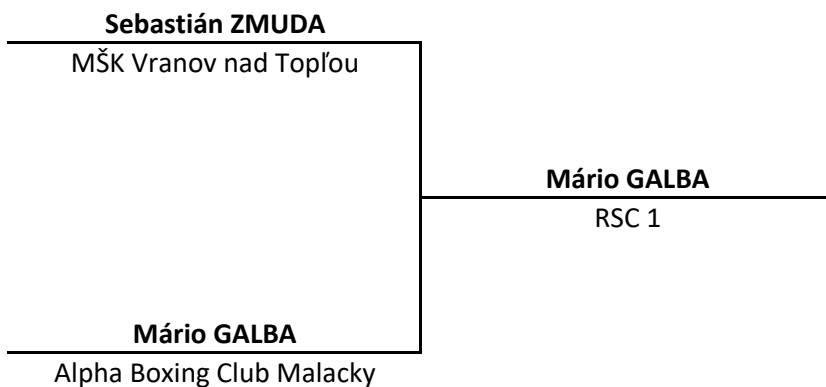 Sebastián ZMUDA
MŠK Vranov nad Topľou
Mário GALBA
RSC 1
Mário GALBA
Alpha Boxing Club Malacky